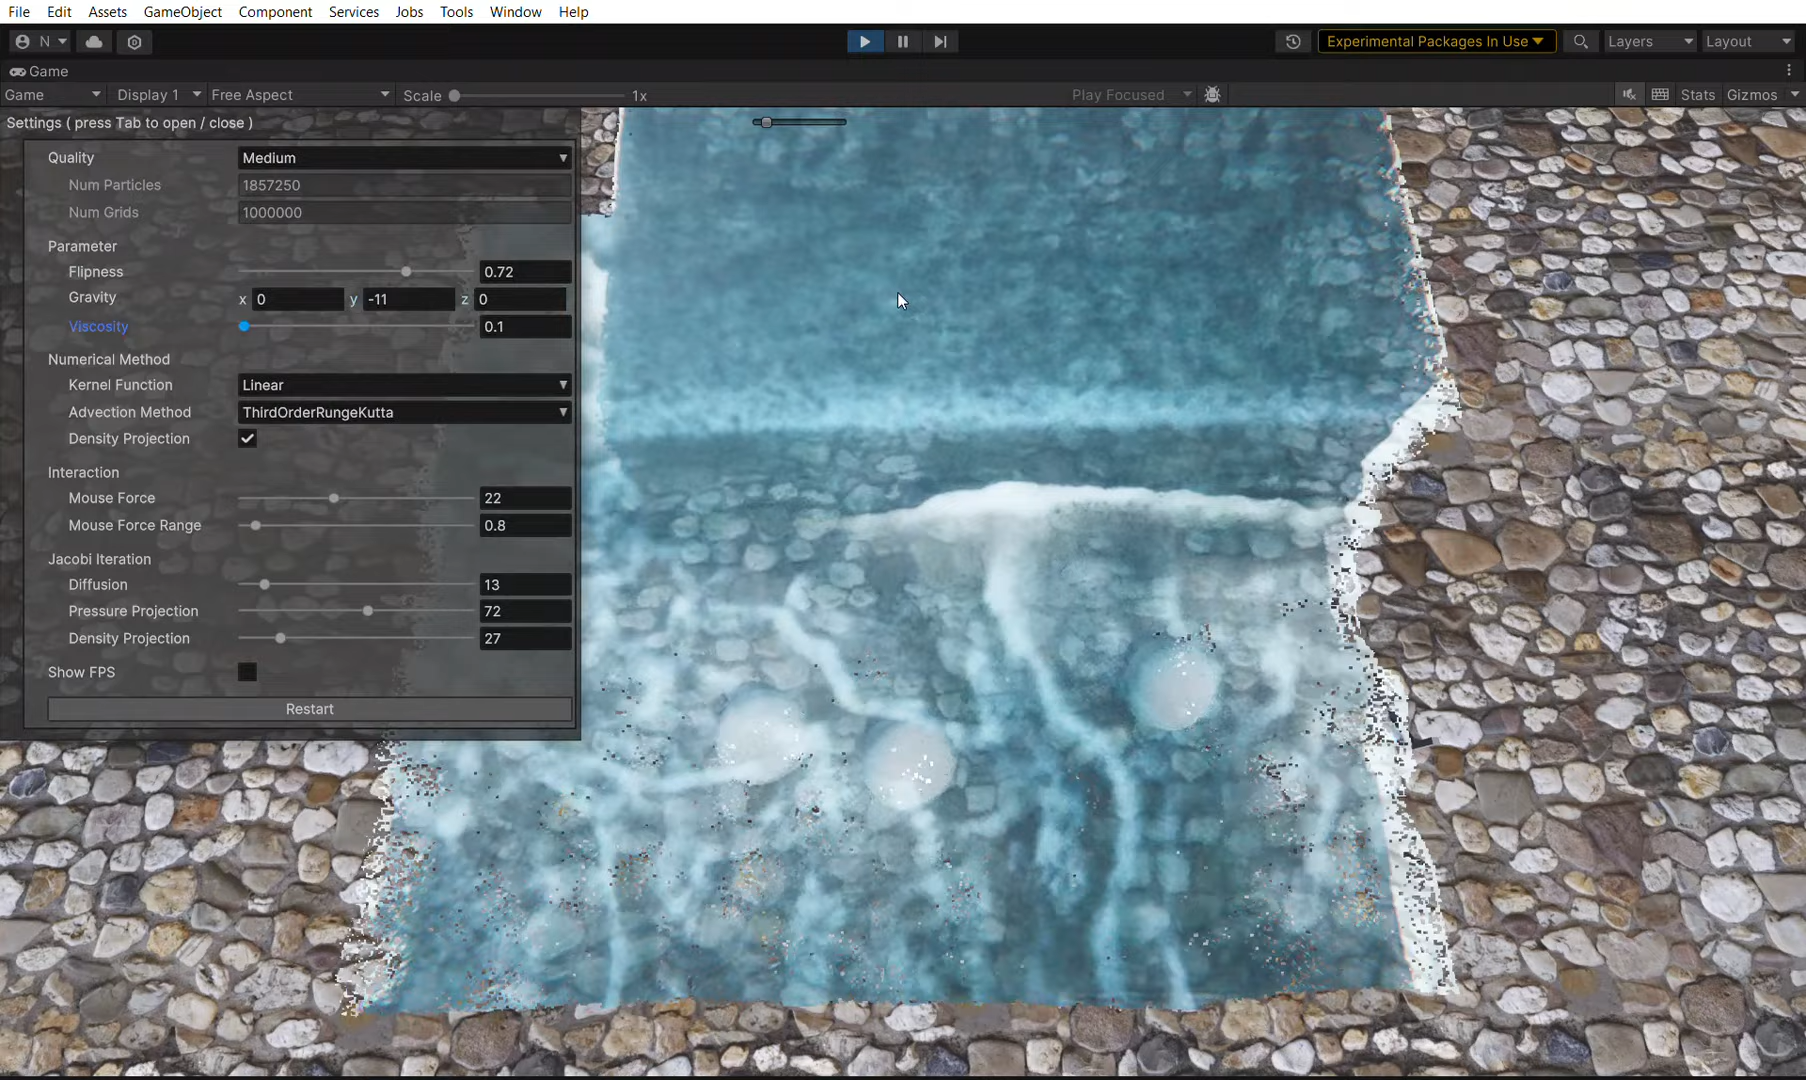 File Edit Assets GameObject Component Services Jobs Tools Window Help
N Experimental Packages In Use Layers Layout
Game
Game Display 1 Free Aspect Scale 1x Play Focused Stats Gizmos
Settings ( press Tab to open / close )
Quality Medium
Num Particles 1857250
Num Grids 1000000
Parameter
Flipness 0.72
Gravity x 0 y -11 z 0
Viscosity 0.1
Numerical Method
Kernel Function Linear
Advection Method ThirdOrderRungeKutta
Density Projection
Interaction
Mouse Force 22
Mouse Force Range 0.8
Jacobi Iteration
Diffusion 13
Pressure Projection 72
Density Projection 27
Show FPS
Restart